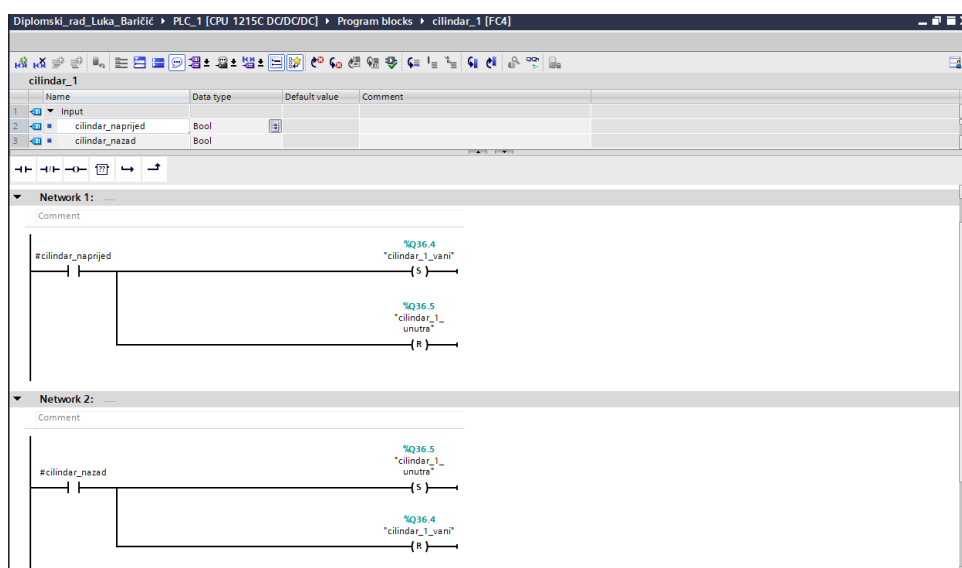 Diplomski_rad_Luka_Baričić ▸ PLC_1 [CPU 1215C DC/DC/DC] ▸ Program blocks ▸ cilindar_1 [FC4]
cilindar_1
Name Data type Default value Comment
1 Input
2 cilindar_naprijed Bool
3 cilindar_nazad Bool
Network 1: .....
Comment
%Q36.4
#cilindar_naprijed "cilindar_1_vani"
S
%Q36.5
"cilindar_1_
unutra"
R
Network 2: .....
Comment
%Q36.5
"cilindar_1_
#cilindar_nazad unutra"
S
%Q36.4
"cilindar_1_vani"
R